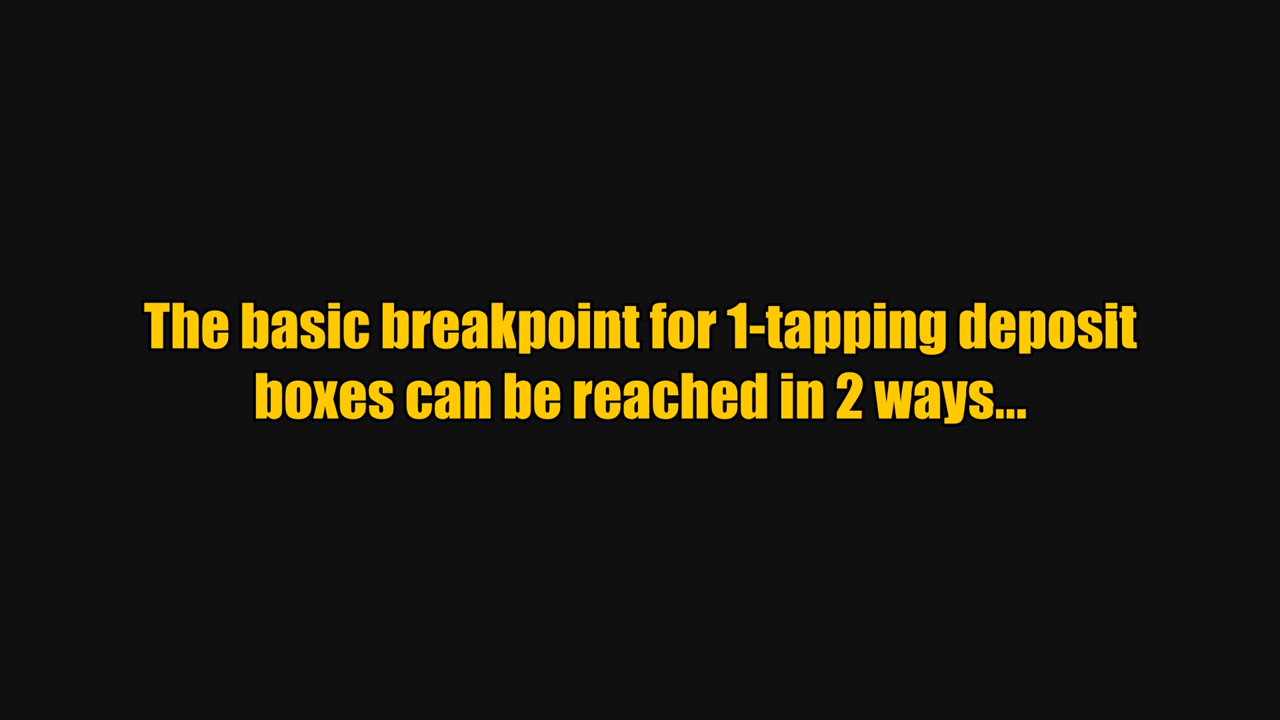 The basic breakpoint for 1-tapping deposit
boxes can be reached in 2 ways...